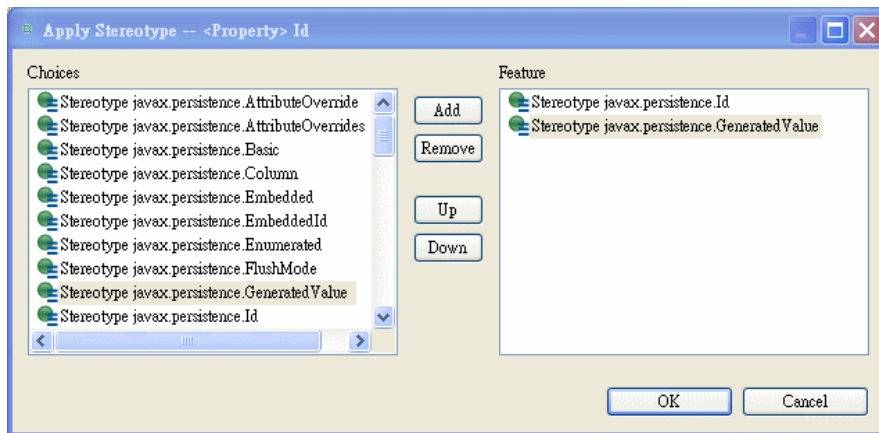 Apply Stereotype -- <Property> Id
Choices
Stereotype javax.persistence.AttributeOverride
Stereotype javax.persistence.AttributeOverrides
Stereotype javax.persistence.Basic
Stereotype javax.persistence.Column
Stereotype javax.persistence.Embedded
Stereotype javax.persistence.EmbeddedId
Stereotype javax.persistence.Enumerated
Stereotype javax.persistence.FlushMode
Stereotype javax.persistence.GeneratedValue
Stereotype javax.persistence.Id
Add
Remove
Up
Down
Feature
Stereotype javax.persistence.Id
Stereotype javax.persistence.GeneratedValue
OK
Cancel